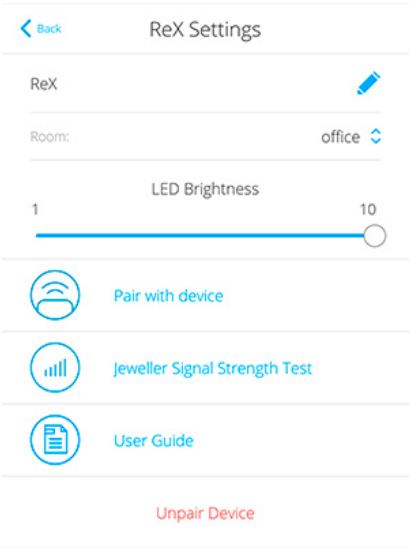 Back
ReX Settings
ReX
Room:
office
LED Brightness
1
10
Pair with device
Jeweller Signal Strength Test
User Guide
Unpair Device